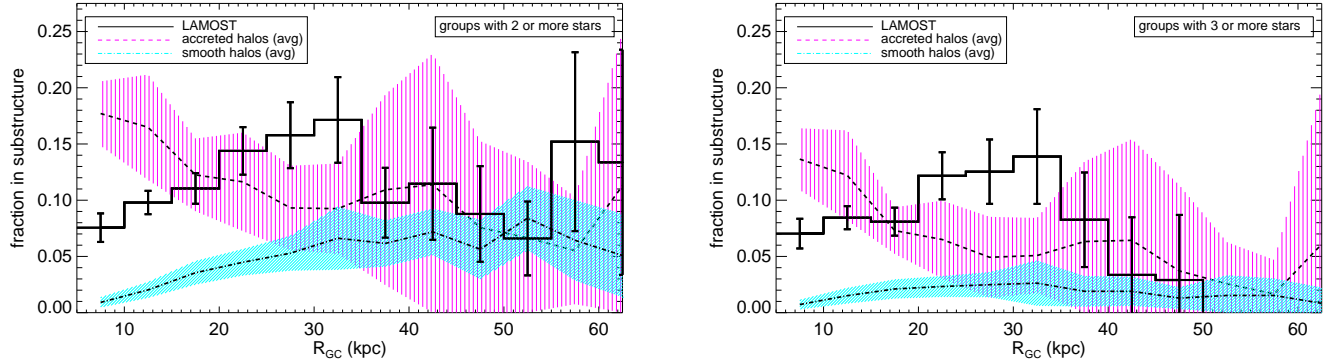 LAMOST
accreted halos (avg)
smooth halos (avg)
groups with 2 or more stars
0.25
0.20
0.15
0.10
0.05
0.00
fraction in substructure
10 20 30 40 50 60
R_GC (kpc)
LAMOST
accreted halos (avg)
smooth halos (avg)
groups with 3 or more stars
0.25
0.20
0.15
0.10
0.05
0.00
fraction in substructure
10 20 30 40 50 60
R_GC (kpc)